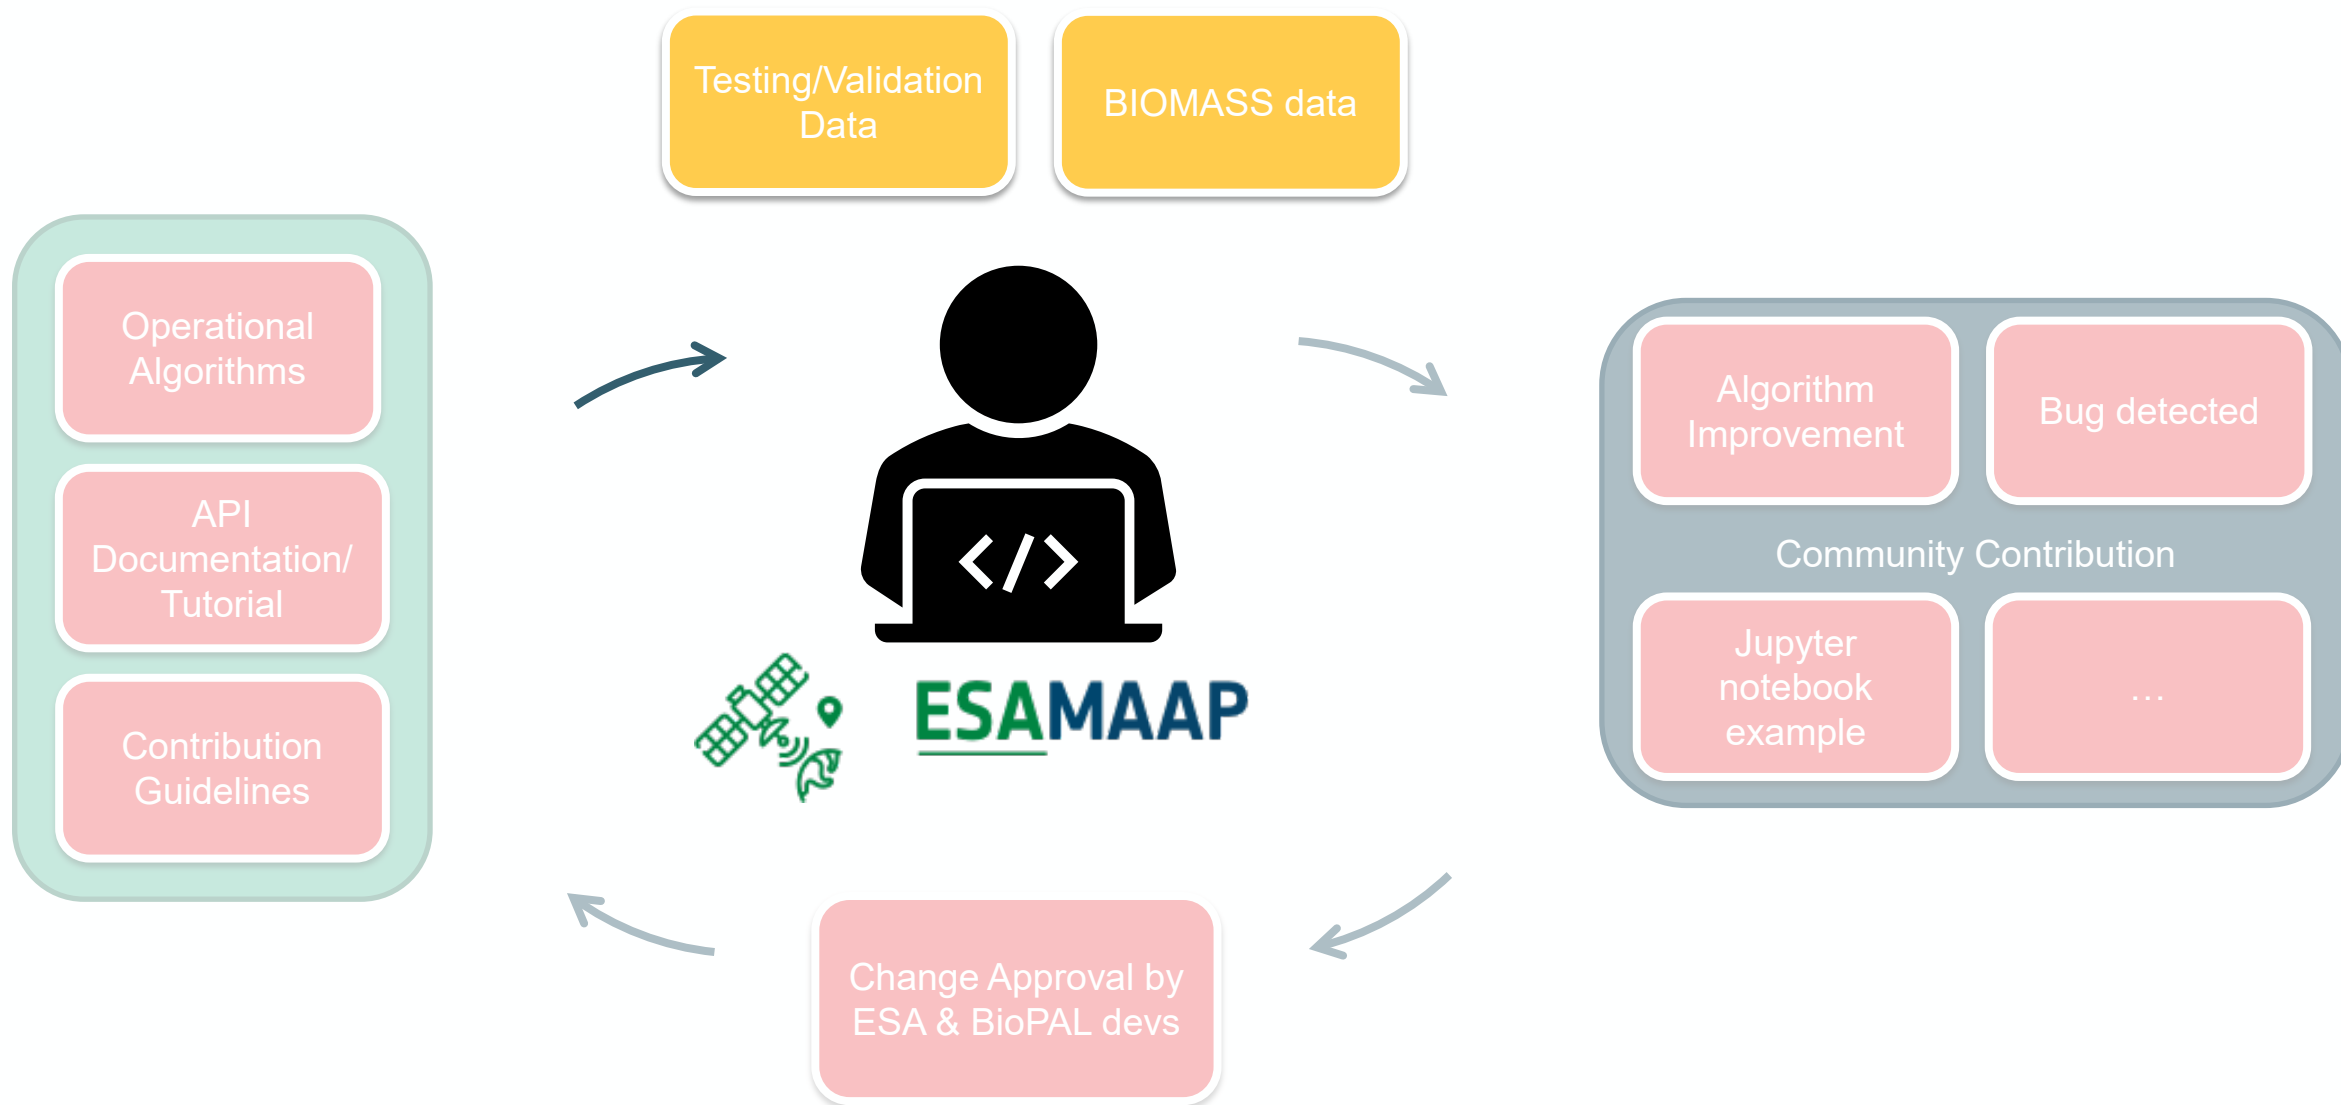 Testing/Validation
Data
BIOMASS data
Operational
Algorithms
API
Documentation/
Tutorial
Contribution
Guidelines
</>
ESAMAAP
Algorithm
Improvement
Bug detected
Community Contribution
Jupyter
notebook
example
…
Change Approval by
ESA & BioPAL devs